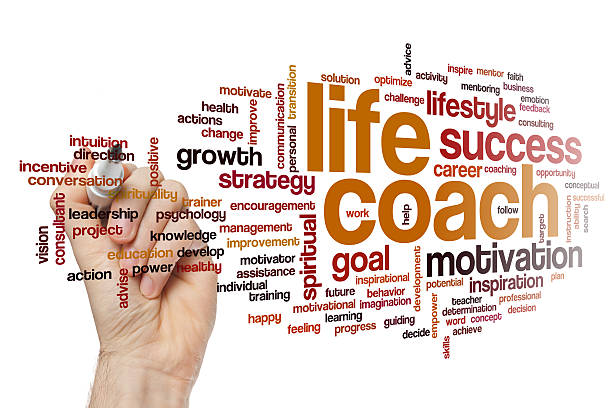 life
coach
success
motivation
lifestyle
career
coaching
opportunity
growth
strategy
spiritual
goal
inspiration
advice
activity
inspire
mentor
faith
mentoring
business
emotion
feedback
consulting
solution
optimize
challenge
motivate
health
actions
change
improve
communication
transition
personal
positive
intuition
direction
incentive
conversation
spirituality
trainer
encouragement
consultant
vision
leadership
project
psychology
knowledge
education
develop
management
improvement
motivator
assistance
individual
training
action
advise
power
healthy
work
help
follow
target
instruction
ability
search
conceptual
successful
inspirational
development
future
behavior
motivational
imagination
learning
happy
feeling
progress
guiding
decide
empower
potential
skills
teacher
determination
word
concept
achieve
professional
decision
plan